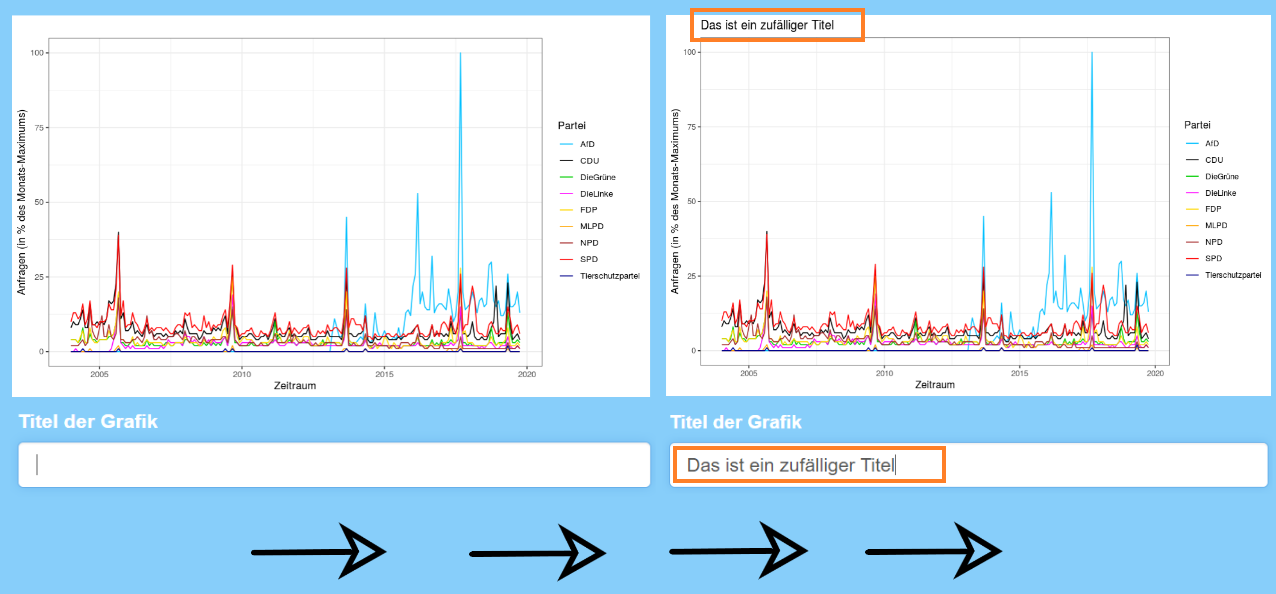 100
75
50
25
0
Anfragen (in % des Monats-Maximums)
2005
2010
2015
2020
Zeitraum
Partei
AfD
CDU
DieGrüne
DieLinke
FDP
MLPD
NPD
SPD
Tierschutzpartei
Titel der Grafik
Das ist ein zufälliger Titel
100
75
50
25
0
Anfragen (in % des Monats-Maximums)
2005
2010
2015
2020
Zeitraum
Partei
AfD
CDU
DieGrüne
DieLinke
FDP
MLPD
NPD
SPD
Tierschutzpartei
Titel der Grafik
Das ist ein zufälliger Titel